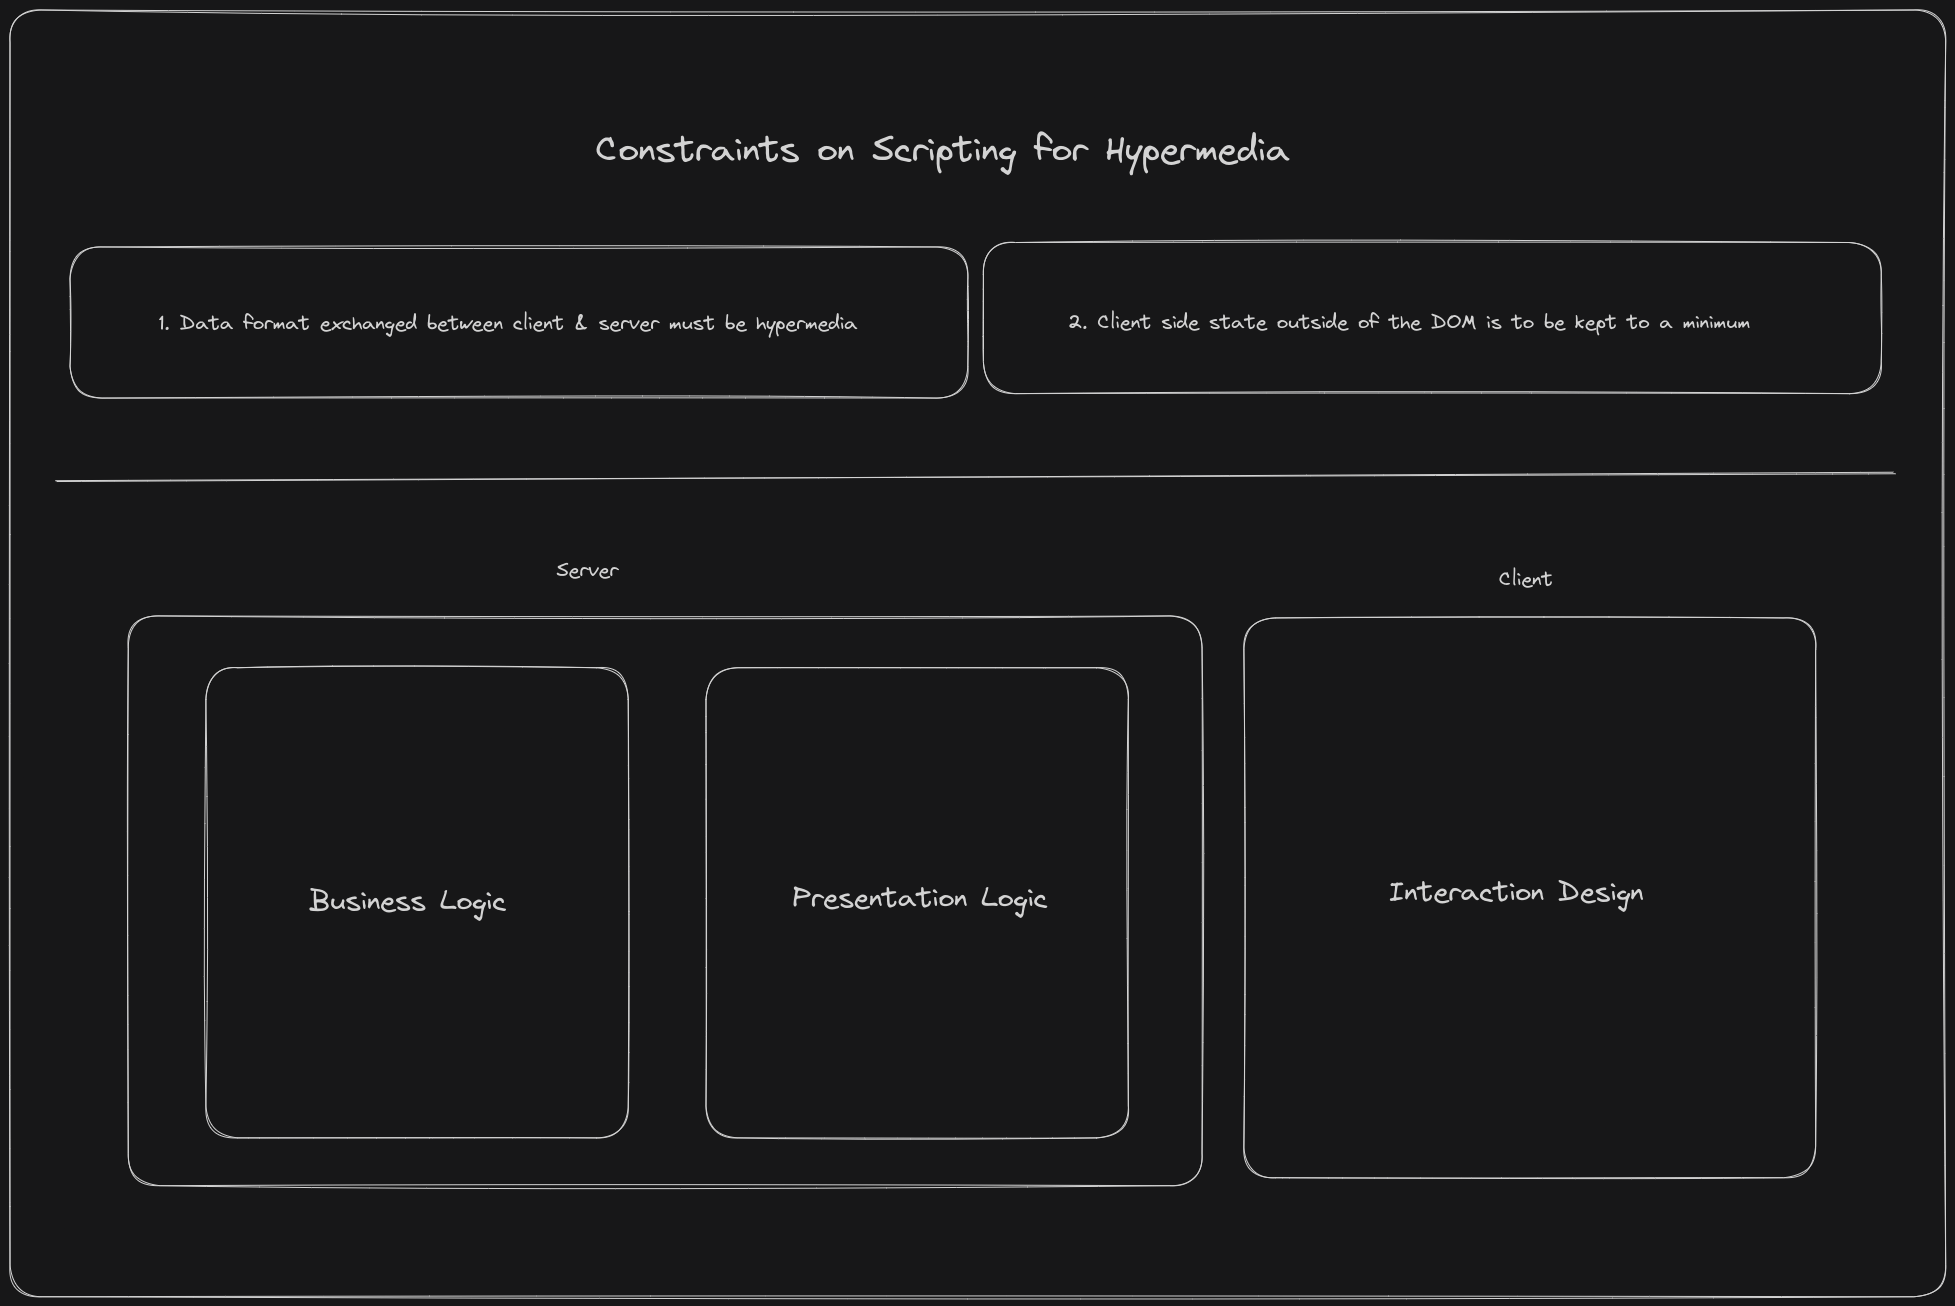 Constraints on Scripting for Hypermedia
1. Data format exchanged between client & server must be hypermedia
2. Client side state outside of the DOM is to be kept to a minimum
Server
Client
Business Logic
Presentation Logic
Interaction Design